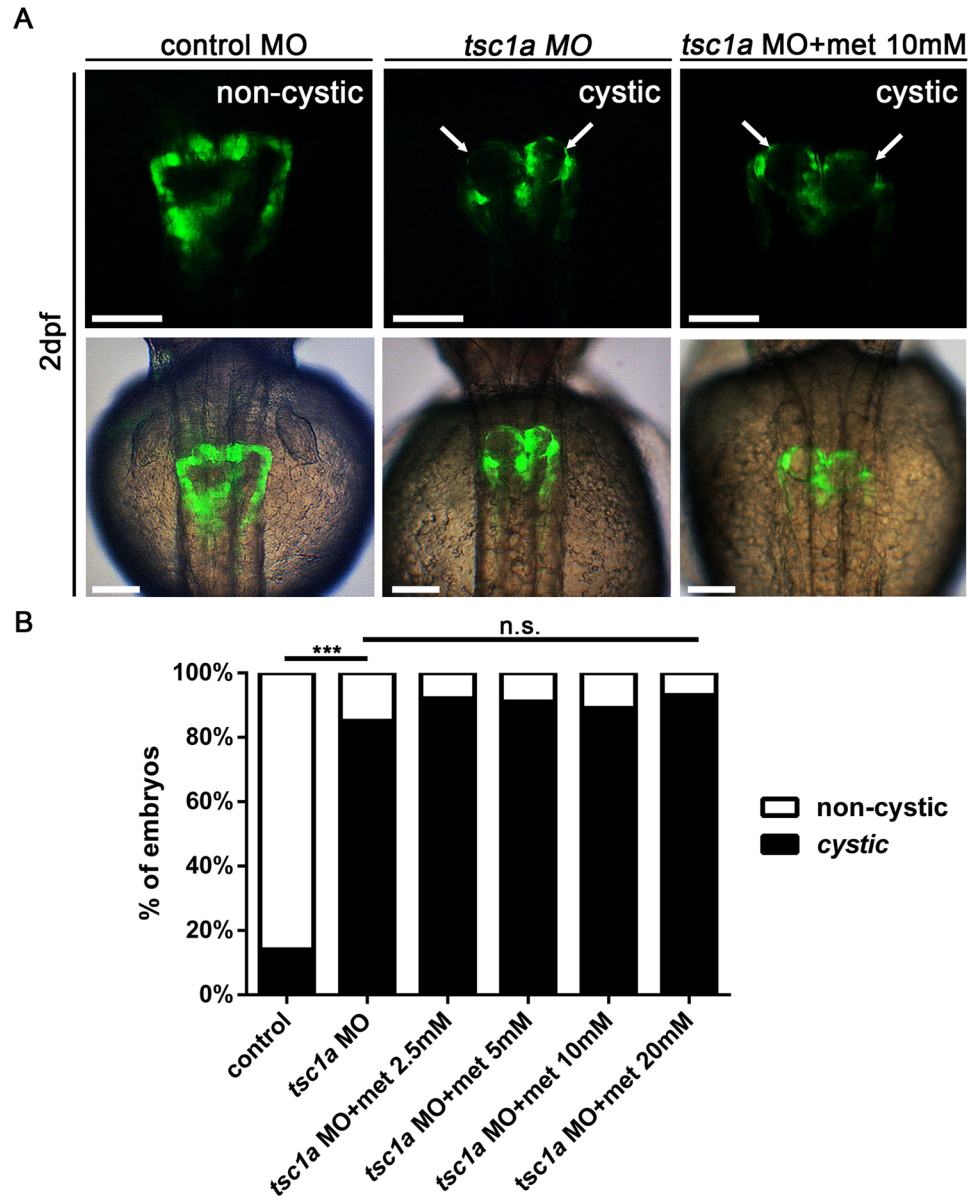 A
control MO
tsc1a MO
tsc1a MO+met 10mM
non-cystic
cystic
cystic
2dpf
B
n.s.
***
100%
80%
60%
40%
20%
0%
% of embryos
non-cystic
cystic
control
tsc1a MO
tsc1a MO+met 2.5mM
tsc1a MO+met 5mM
tsc1a MO+met 10mM
tsc1a MO+met 20mM